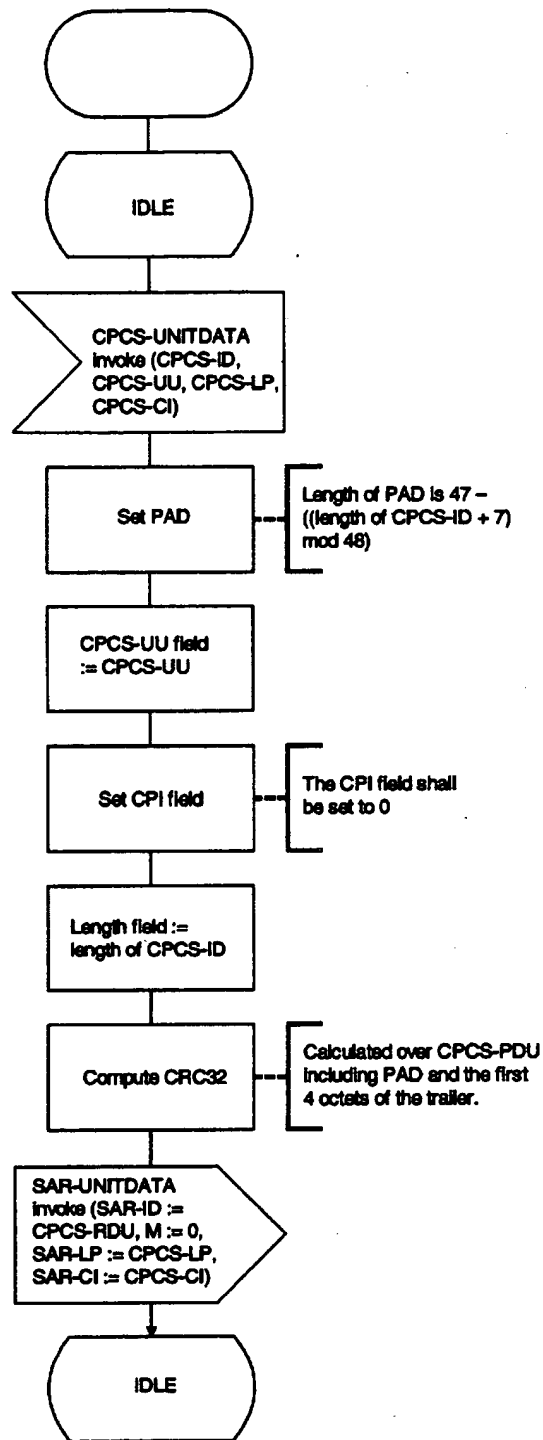 IDLE
CPCS-UNITDATA
invoke (CPCS-ID,
CPCS-UU, CPCS-LP,
CPCS-CI)
Set PAD
Length of PAD is 47 –
((length of CPCS-ID + 7)
mod 48)
CPCS-UU field
:= CPCS-UU
Set CPI field
The CPI field shall
be set to 0
Length field :=
length of CPCS-ID
Compute CRC32
Calculated over CPCS-PDU
including PAD and the first
4 octets of the trailer.
SAR-UNITDATA
invoke (SAR-ID :=
CPCS-RDU, M := 0,
SAR-LP := CPCS-LP,
SAR-CI := CPCS-CI)
IDLE